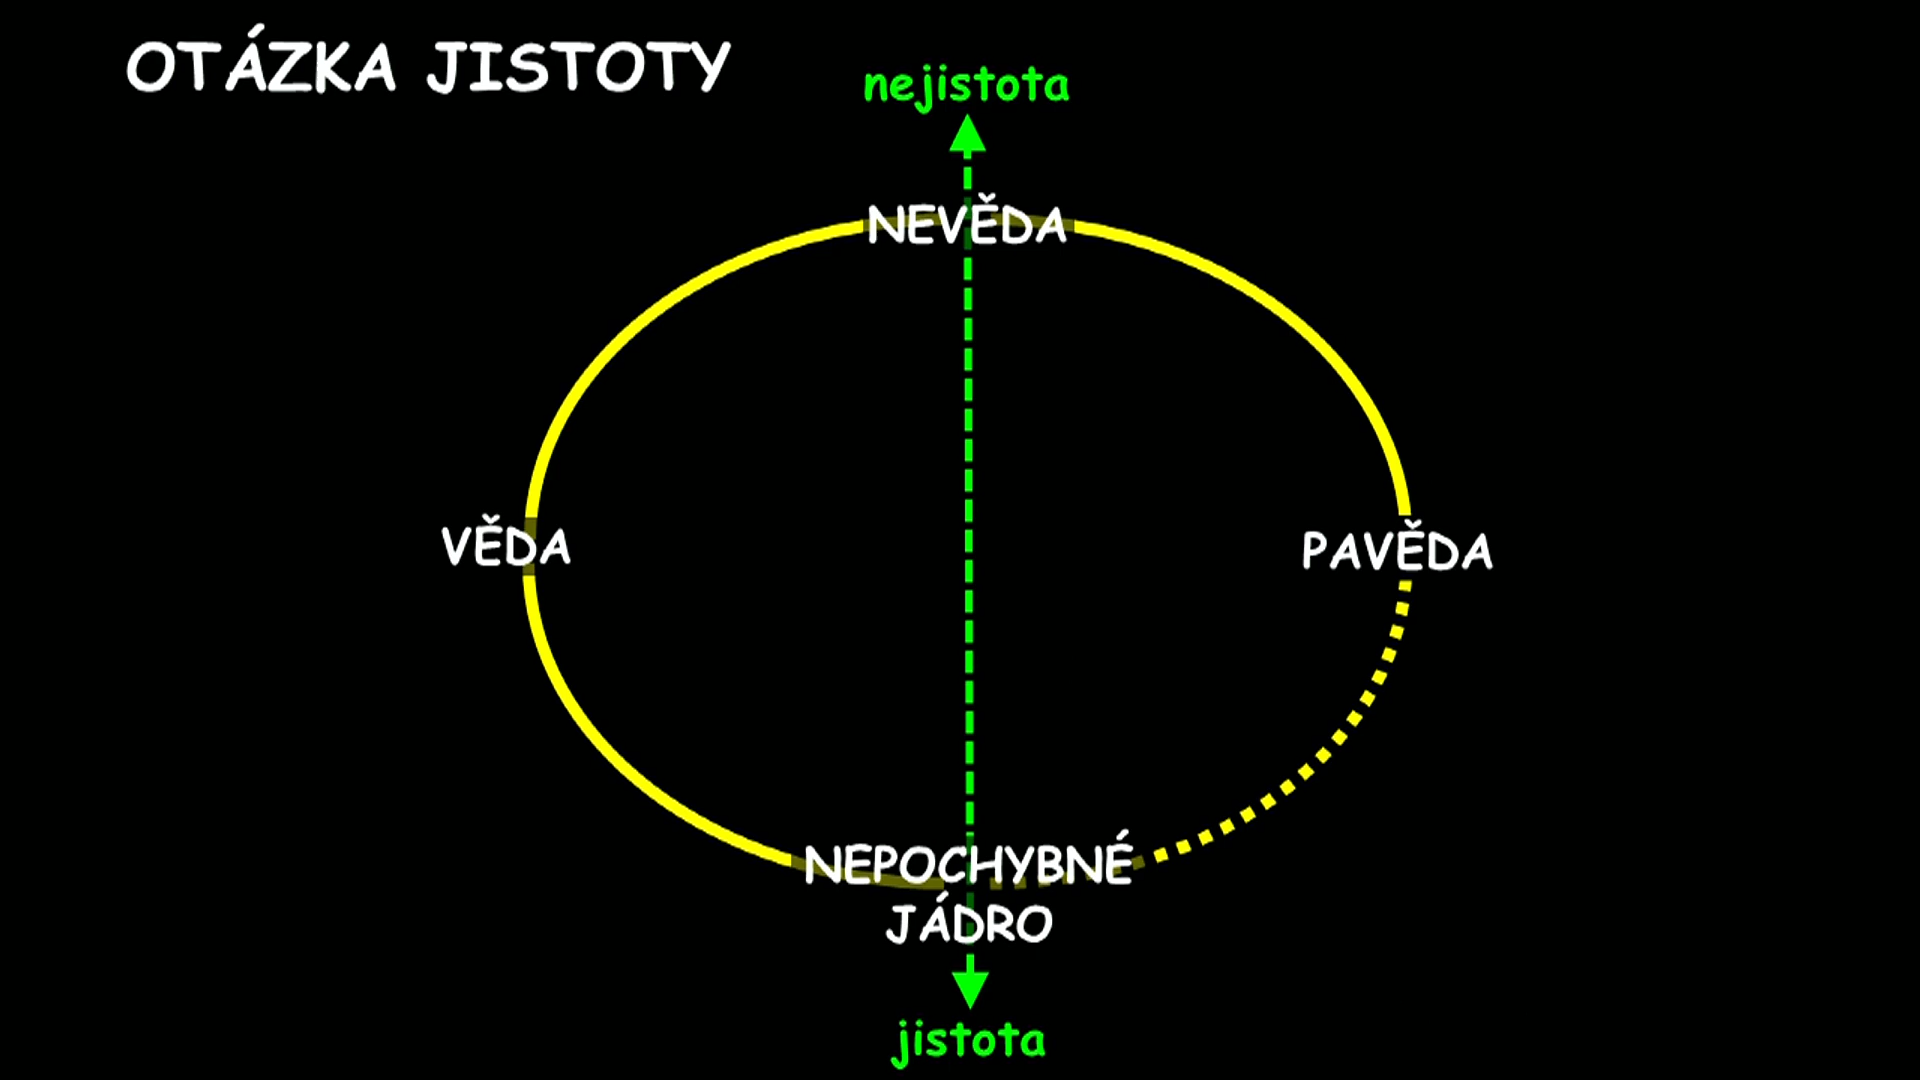 OTÁZKA JISTOTY
nejistota
NEVĚDA
VĚDA
PAVĚDA
NEPOCHYBNÉ
JÁDRO
jistota